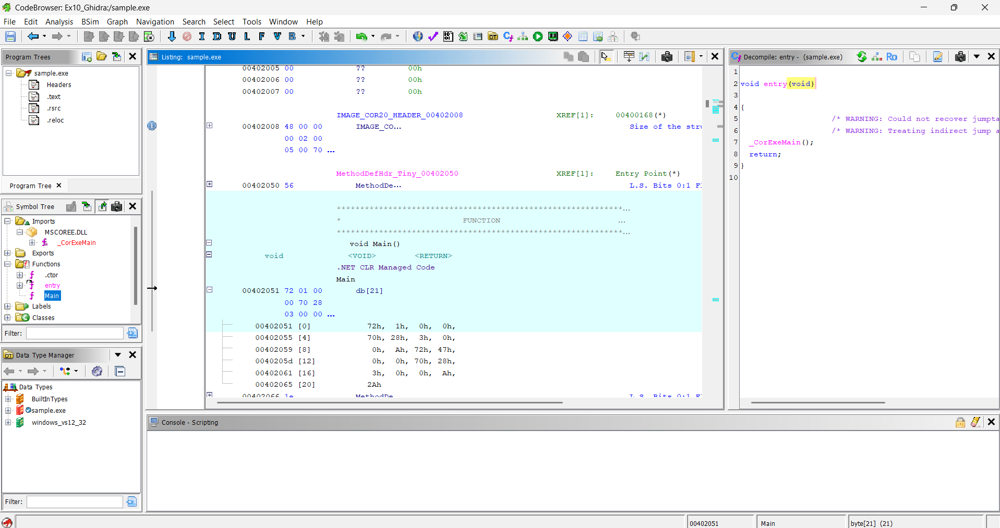 CodeBrowser: Ex10_Ghidra:/sample.exe
File Edit Analysis BSim Graph Navigation Search Select Tools Window Help
I D U L F V B
Program Trees
sample.exe
Headers
.text
.rsrc
.reloc
Program Tree
Symbol Tree
Imports
MSCOREE.DLL
_CorExeMain
Exports
Functions
.ctor
entry
Main
Labels
Classes
Filter:
Data Type Manager
Data Types
BuiltInTypes
sample.exe
windows_vs12_32
Filter:
Listing: sample.exe
00402005 00 ?? 00h
00402006 00 ?? 00h
00402007 00 ?? 00h
IMAGE_COR20_HEADER_00402008 XREF[1]: 00400168(*)
00402008 48 00 00 IMAGE_CO... Size of the stru
00 02 00
05 00 70 ...
MethodDefHdr_Tiny_00402050 XREF[1]: Entry Point(*)
00402050 56 MethodDe... L.S. Bits 0:1 Fl
*************************************************************...
* FUNCTION ...
*************************************************************...
void Main()
void <VOID> <RETURN>
.NET CLR Managed Code
Main
00402051 72 01 00 db[21]
00 70 28
03 00 00 ...
00402051 [0] 72h, 1h, 0h, 0h,
00402055 [4] 70h, 28h, 3h, 0h,
00402059 [8] 0h, Ah, 72h, 47h,
0040205d [12] 0h, 0h, 70h, 28h,
00402061 [16] 3h, 0h, 0h, Ah,
00402065 [20] 2Ah
00402066 1e MethodDe L.S. Bits 0:1 Fl
Decompile: entry - (sample.exe)
Ro
1
2 void entry(void)
3
4 {
5 /* WARNING: Could not recover jumpta
6 /* WARNING: Treating indirect jump a
7 _CorExeMain();
8 return;
9 }
10
Console - Scripting
00402051 Main byte[21] (21)